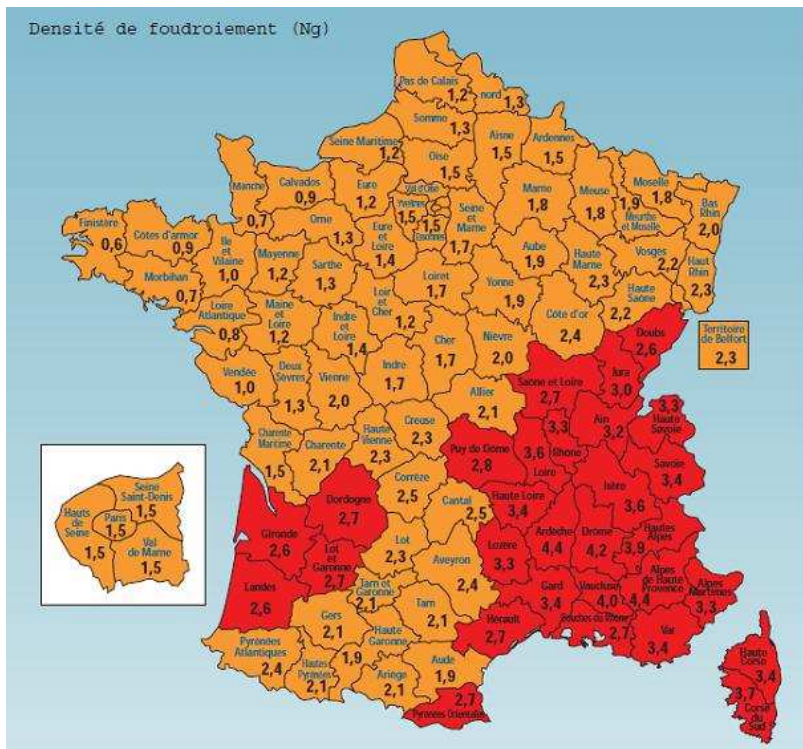 Densité de foudroiement (Ng)
Pas de Calais
1,2
nord
1,3
Somme
1,3
Seine Maritime
1,2
Oise
1,5
Aisne
1,5
Ardennes
1,5
Manche
0,7
Calvados
0,9
Eure
1,2
Val d'Oise
Yvelines
1,5
1,5
Essonnes
Seine
et
Marne
1,7
Marne
1,8
Meuse
1,8
Moselle
1,8
1,9
Meurthe
et Moselle
Bas
Rhin
2,0
Finistère
0,6
Côtes d'armor
0,9
Ile
et
Vilaine
1,0
Orne
1,3
Eure
et
Loire
1,4
Mayenne
1,2
Sarthe
1,3
Morbihan
0,7
Aube
1,9
Haute
Marne
2,3
Vosges
2,2
Haut
Rhin
2,3
Loire
Atlantique
0,8
Maine
et
Loire
1,2
Indre
et
Loire
1,4
Loir
et
Cher
1,2
Loiret
1,7
Yonne
1,9
Côte d'or
2,4
Haute
Saône
2,2
Doubs
2,6
Territoire
de Belfort
2,3
Vendée
1,0
Deux
Sèvres
1,3
Vienne
2,0
Indre
1,7
Cher
1,7
Nièvre
2,0
Saône et Loire
2,7
Jura
3,0
Allier
2,1
Charente
Maritime
1,5
Charente
2,1
Haute
Vienne
2,3
Creuse
2,3
Puy de Dome
2,8
3,6
Loire
3,3
Rhone
Ain
3,2
3,3
Haute
Savoie
Savoie
3,4
Isère
3,6
Corrèze
2,5
Cantal
2,5
Haute Loire
3,4
Dordogne
2,7
Gironde
2,6
Lot
et
Garonne
2,7
Lot
2,3
Aveyron
2,4
Lozère
3,3
Ardèche
4,4
Drome
4,2
Hautes
Alpes
3,9
Landes
2,6
Tarn et
Garonne
2,1
Tarn
2,1
Gard
3,4
Vaucluse
4,0
Alpes
de Haute
Provence
4,4
Alpes
Maritimes
3,3
Gers
2,1
Haute
Garonne
1,9
Hérault
2,7
Bouches du Rhône
2,7
Var
3,4
Pyrénées
Atlantiques
2,4
Hautes
Pyrénées
2,1
Ariège
2,1
Aude
1,9
2,7
Pyrénées Orientale
Haute
Corse
3,4
3,7
Corse
du
Sud
Seine
Saint-Denis
1,5
Hauts
de
Seine
1,5
Paris
1,5
Val
de Marne
1,5